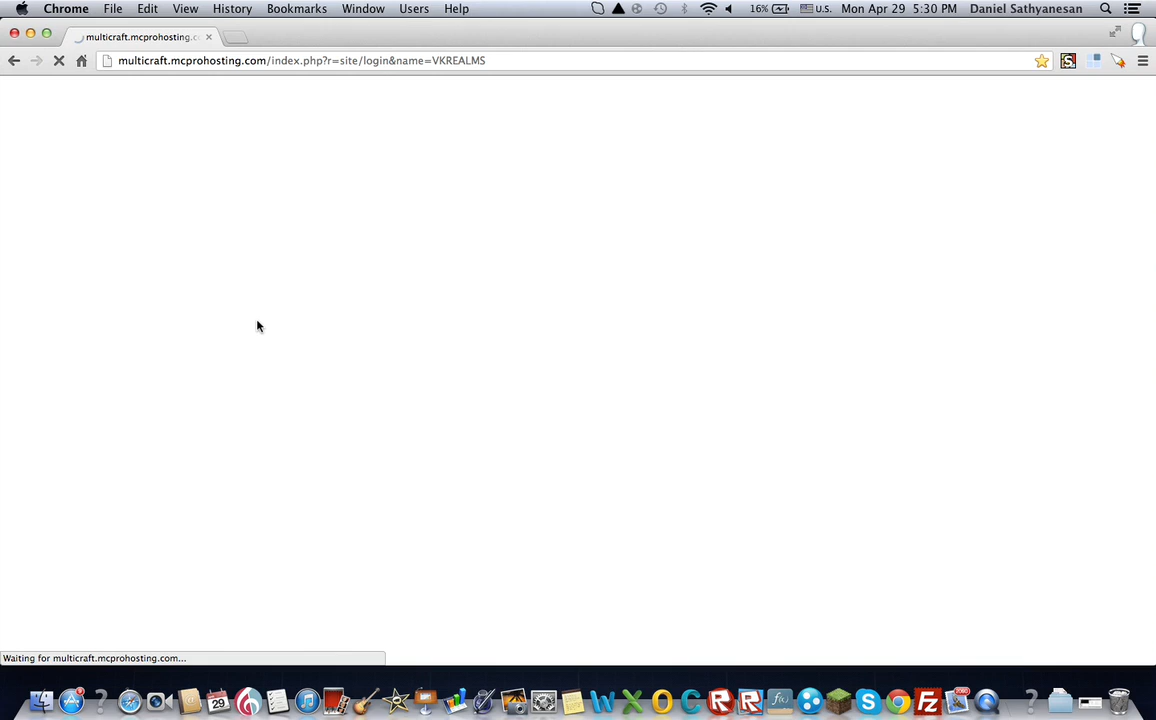 Chrome File Edit View History Bookmarks Window Users Help 16% U.S. Mon Apr 29 5:30 PM Daniel Sathyanesan
multicraft.mcprohosting.c
multicraft.mcprohosting.com/index.php?r=site/login&name=VKREALMS
Waiting for multicraft.mcprohosting.com...
29